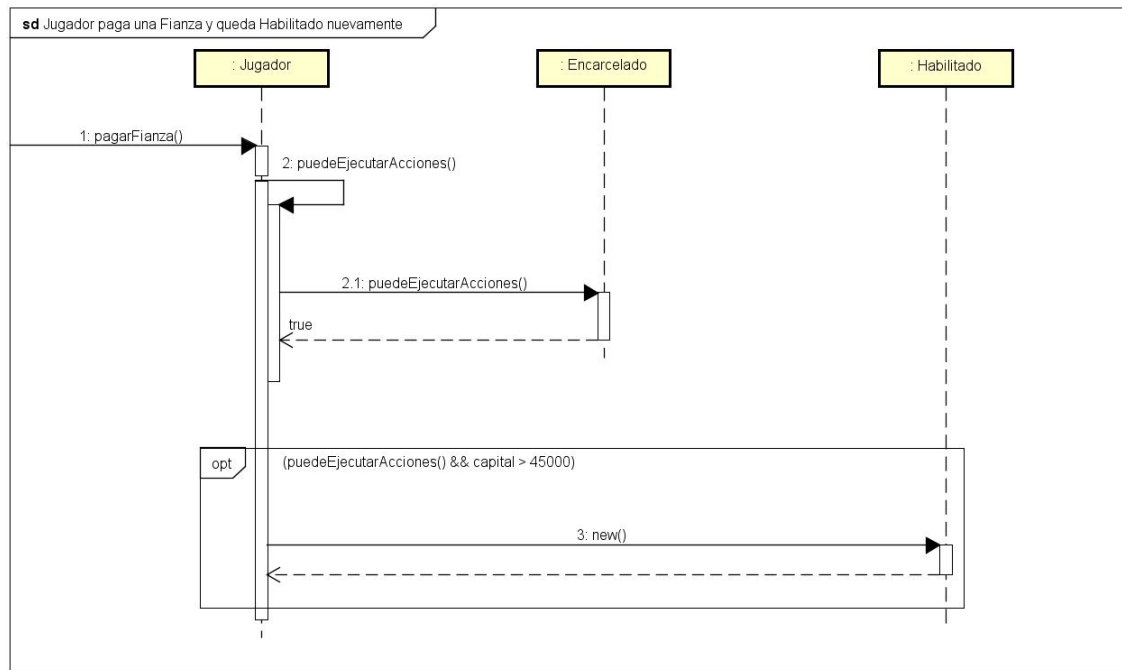 sd Jugador paga una Fianza y queda Habilitado nuevamente
: Jugador
: Encarcelado
: Habilitado
1: pagarFianza()
2: puedeEjecutarAcciones()
2.1: puedeEjecutarAcciones()
true
opt
(puedeEjecutarAcciones() && capital > 45000)
3: new()